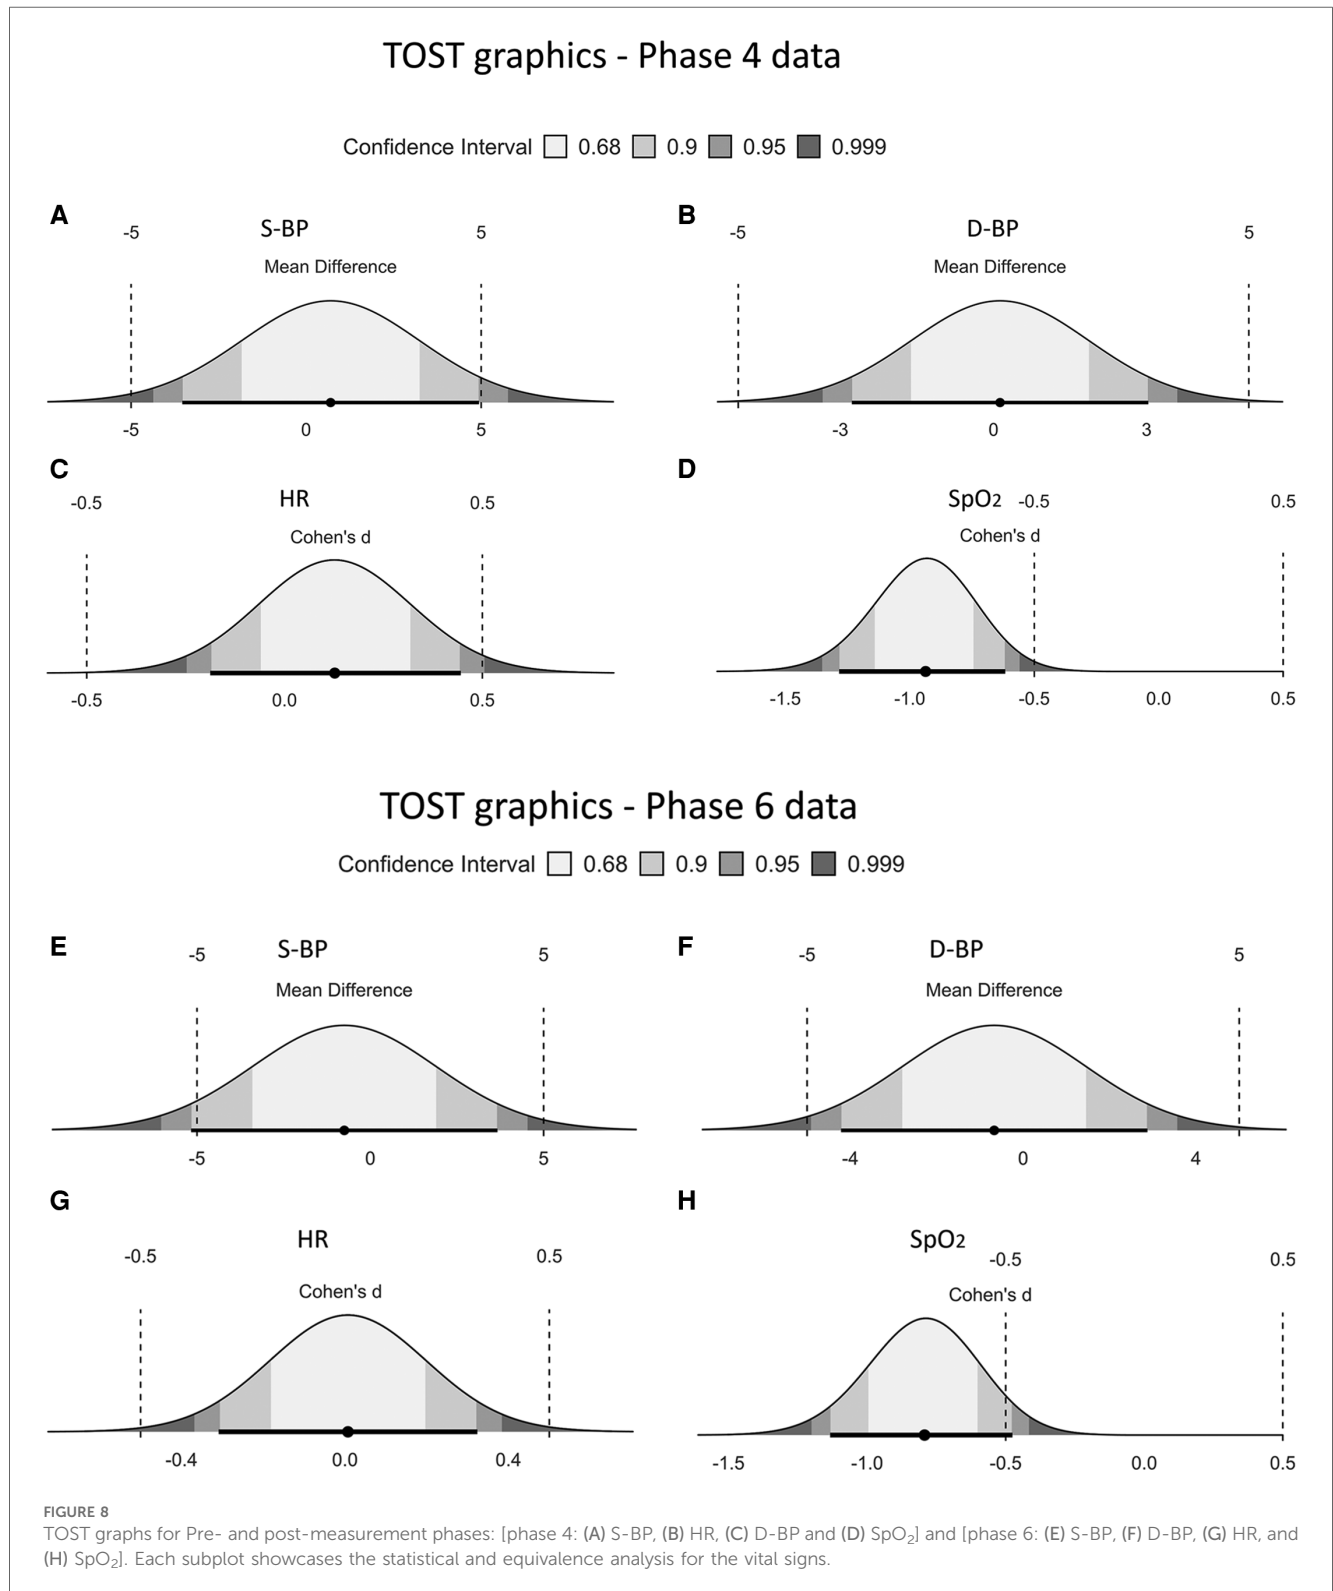 TOST graphics - Phase 4 data
Confidence Interval 0.68 0.9 0.95 0.999
A
-5 S-BP 5
Mean Difference
-5 0 5
B
-5 D-BP 5
Mean Difference
-3 0 3
C
-0.5 HR 0.5
Cohen's d
-0.5 0.0 0.5
D
SpO2 -0.5 0.5
Cohen's d
-1.5 -1.0 -0.5 0.0 0.5
TOST graphics - Phase 6 data
Confidence Interval 0.68 0.9 0.95 0.999
E
-5 S-BP 5
Mean Difference
-5 0 5
F
-5 D-BP 5
Mean Difference
-4 0 4
G
HR
-0.5 0.5
Cohen's d
-0.4 0.0 0.4
H
SpO2
-0.5 0.5
Cohen's d
-1.5 -1.0 -0.5 0.0 0.5
FIGURE 8
TOST graphs for Pre- and post-measurement phases: [phase 4: (A) S-BP, (B) HR, (C) D-BP and (D) SpO2] and [phase 6: (E) S-BP, (F) D-BP, (G) HR, and
(H) SpO2]. Each subplot showcases the statistical and equivalence analysis for the vital signs.